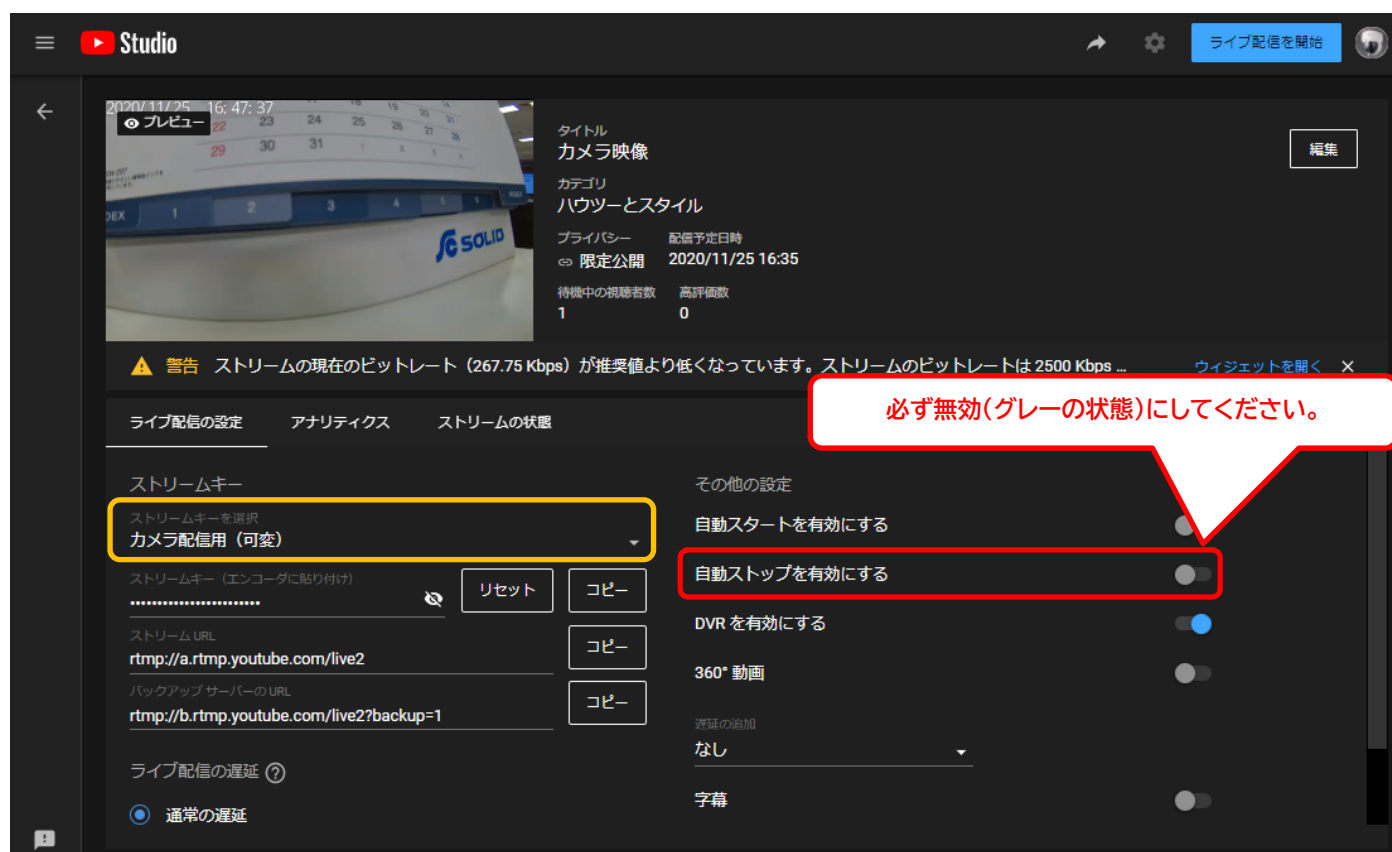 Studio
ライブ配信を開始
2020/11/25 16:47:37
プレビュー
18 19 20
22 23 24 25 26 27 28
29 30 31
INDEX 1 2 3 4 5 6 INDEX
SOLID
タイトル
カメラ映像
編集
カテゴリ
ハウツーとスタイル
プライバシー 配信予定日時
限定公開 2020/11/25 16:35
待機中の視聴者数 高評価数
1 0
警告 ストリームの現在のビットレート（267.75 Kbps）が推奨値より低くなっています。ストリームのビットレートは 2500 Kbps ... ウィジェットを開く ×
必ず無効(グレーの状態)にしてください。
ライブ配信の設定 アナリティクス ストリームの状態
ストリームキー
ストリームキーを選択
カメラ配信用（可変）
ストリームキー（エンコーダに貼り付け）
························
リセット コピー
ストリーム URL
rtmp://a.rtmp.youtube.com/live2
コピー
バックアップ サーバーの URL
rtmp://b.rtmp.youtube.com/live2?backup=1
コピー
ライブ配信の遅延 ?
通常の遅延
その他の設定
自動スタートを有効にする
自動ストップを有効にする
DVR を有効にする
360° 動画
遅延の追加
なし
字幕